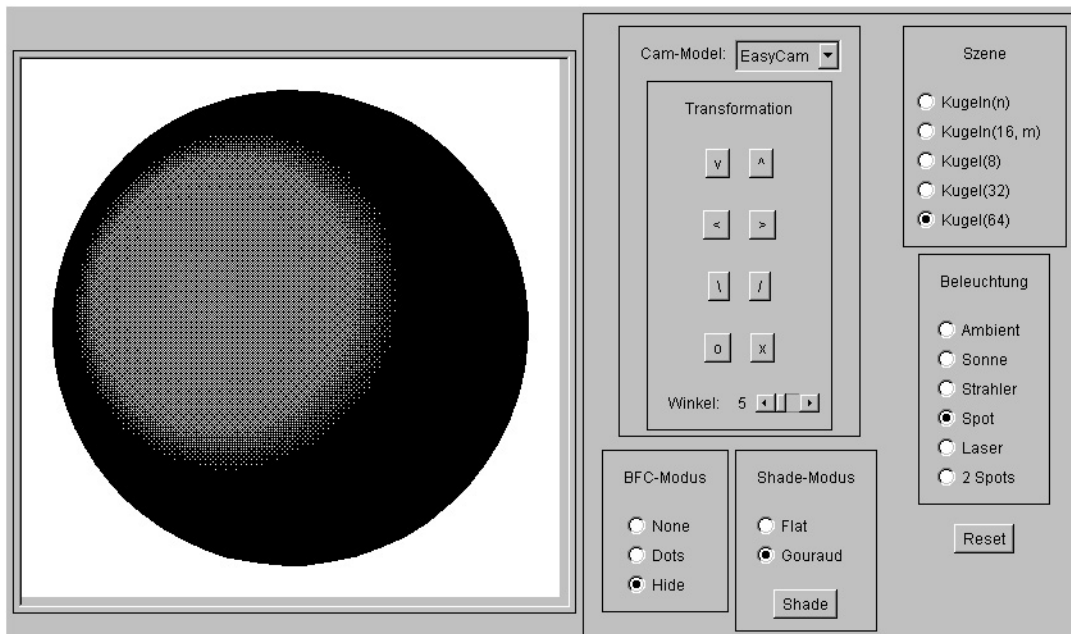 Cam-Model: EasyCam
Transformation
v ^
< >
\ /
o x
Winkel: 5
Szene
Kugeln(n)
Kugeln(16, m)
Kugel(8)
Kugel(32)
Kugel(64)
Beleuchtung
Ambient
Sonne
Strahler
Spot
Laser
2 Spots
BFC-Modus
None
Dots
Hide
Shade-Modus
Flat
Gouraud
Shade
Reset